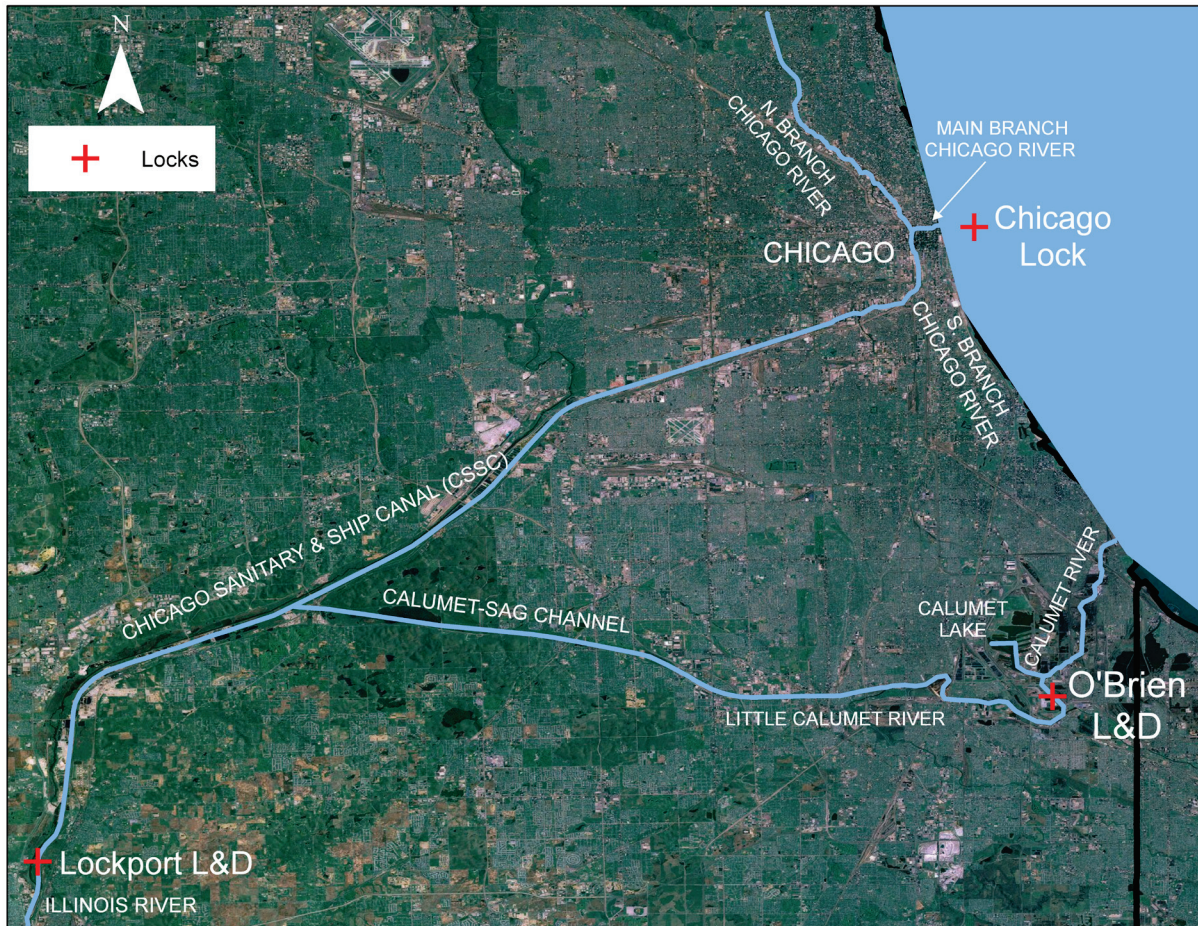 N
Locks
N. BRANCH
CHICAGO RIVER
MAIN BRANCH
CHICAGO RIVER
Chicago
Lock
CHICAGO
S. BRANCH
CHICAGO RIVER
CHICAGO SANITARY & SHIP CANAL (CSSC)
CALUMET-SAG CHANNEL
CALUMET
LAKE
CALUMET RIVER
O'Brien
L&D
LITTLE CALUMET RIVER
Lockport L&D
ILLINOIS RIVER